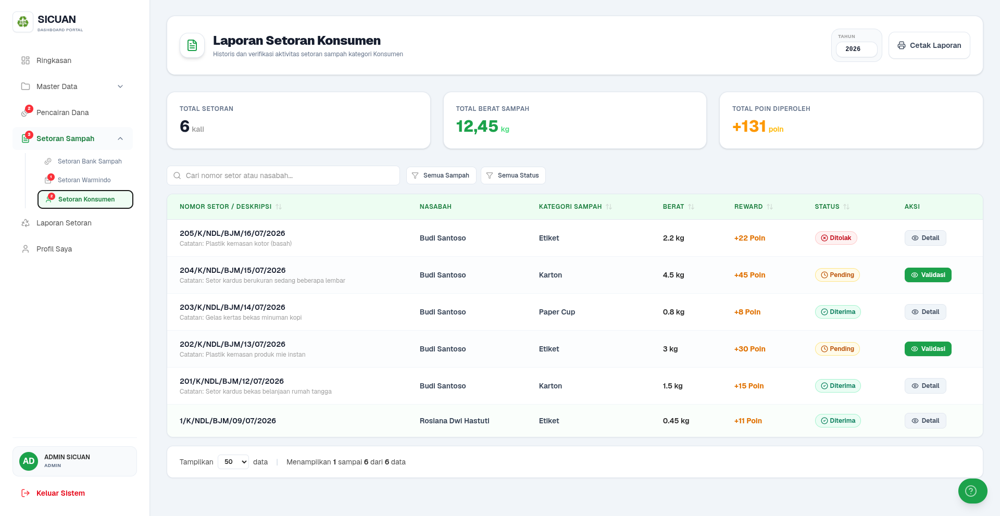 SICUAN
DASHBOARD PORTAL
Ringkasan
Master Data
2
Pencairan Dana
3
Setoran Sampah
Setoran Bank Sampah
1
Setoran Warmindo
2
Setoran Konsumen
Laporan Setoran
Profil Saya
AD
ADMIN SICUAN
ADMIN
Keluar Sistem
Laporan Setoran Konsumen
Historis dan verifikasi aktivitas setoran sampah kategori Konsumen
TAHUN
2026
Cetak Laporan
TOTAL SETORAN
6 kali
TOTAL BERAT SAMPAH
12,45 kg
TOTAL POIN DIPEROLEH
+131 poin
Cari nomor setor atau nasabah...
Semua Sampah
Semua Status
NOMOR SETOR / DESKRIPSI NASABAH KATEGORI SAMPAH BERAT REWARD STATUS AKSI
205/K/NDL/BJM/16/07/2026 Budi Santoso Etiket 2.2 kg +22 Poin Ditolak Detail
Catatan: Plastik kemasan kotor (basah)
204/K/NDL/BJM/15/07/2026 Budi Santoso Karton 4.5 kg +45 Poin Pending Validasi
Catatan: Setor kardus berukuran sedang beberapa lembar
203/K/NDL/BJM/14/07/2026 Budi Santoso Paper Cup 0.8 kg +8 Poin Diterima Detail
Catatan: Gelas kertas bekas minuman kopi
202/K/NDL/BJM/13/07/2026 Budi Santoso Etiket 3 kg +30 Poin Pending Validasi
Catatan: Plastik kemasan produk mie instan
201/K/NDL/BJM/12/07/2026 Budi Santoso Karton 1.5 kg +15 Poin Diterima Detail
Catatan: Setor kardus bekas belanjaan rumah tangga
1/K/NDL/BJM/09/07/2026 Rosiana Dwi Hastuti Etiket 0.45 kg +11 Poin Diterima Detail
Tampilkan 50 data | Menampilkan 1 sampai 6 dari 6 data